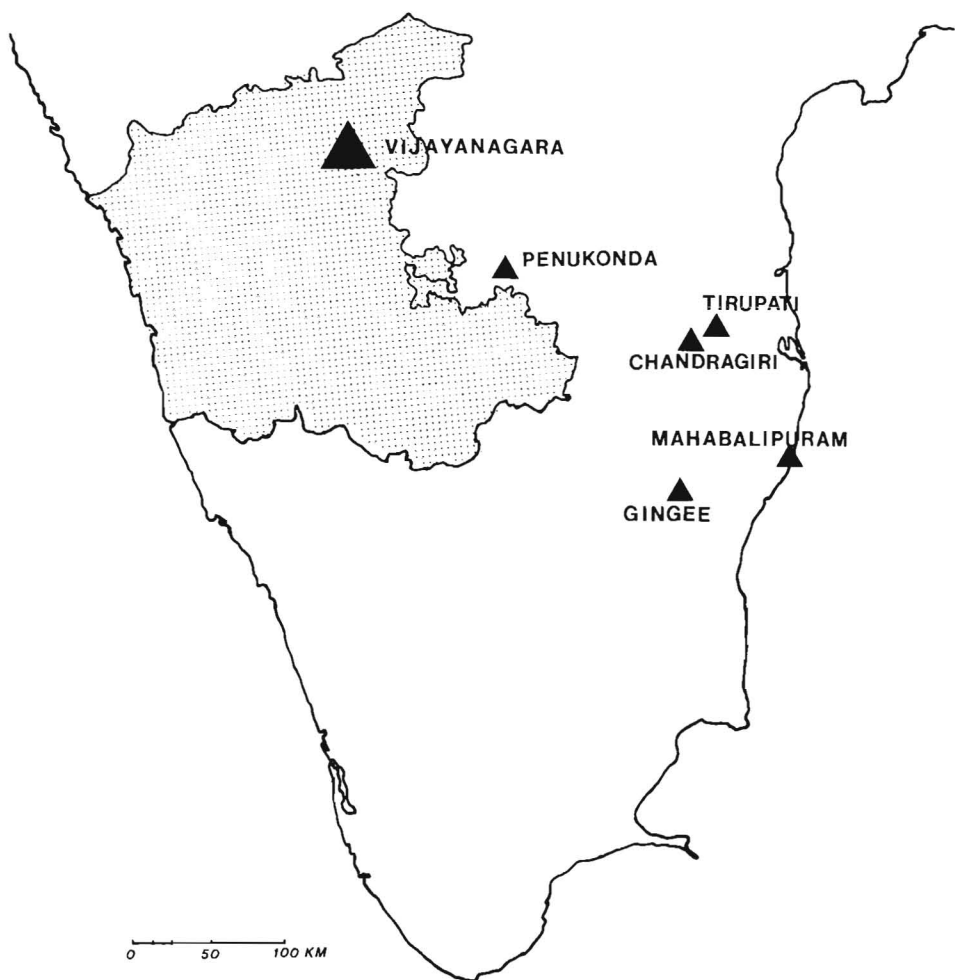 VIJAYANAGARA
PENUKONDA
TIRUPATI
CHANDRAGIRI
MAHABALIPURAM
GINGEE
0 50 100 KM